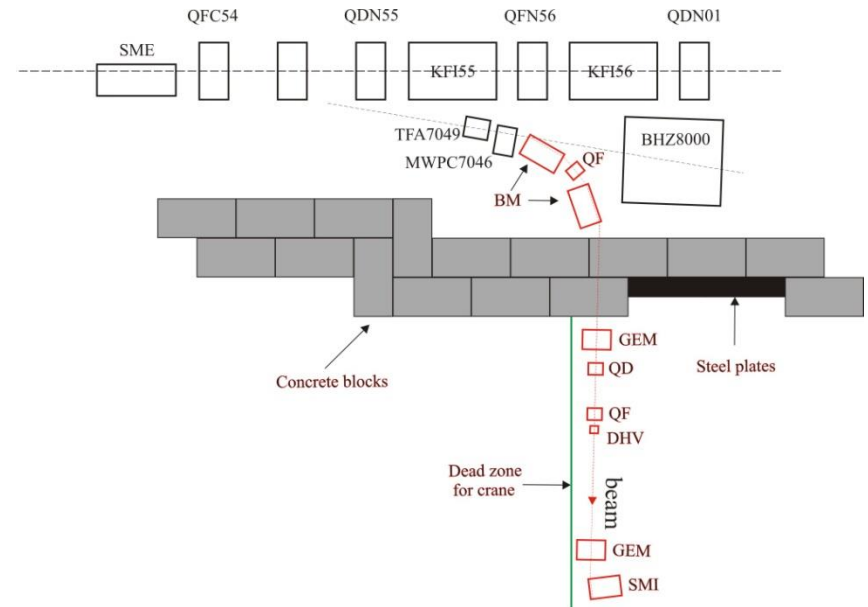 QFC54
QDN55
QFN56
QDN01
SME
KFI55
KFI56
TFA7049
MWPC7046
QF
BHZ8000
BM
GEM
Concrete blocks
QD
Steel plates
QF
DHV
Dead zone
for crane
beam
GEM
SMI